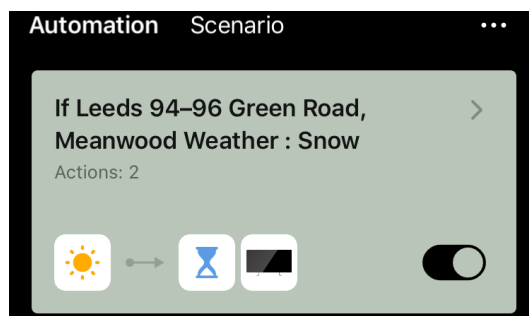 Automation Scenario
If Leeds 94–96 Green Road,
Meanwood Weather : Snow
Actions: 2